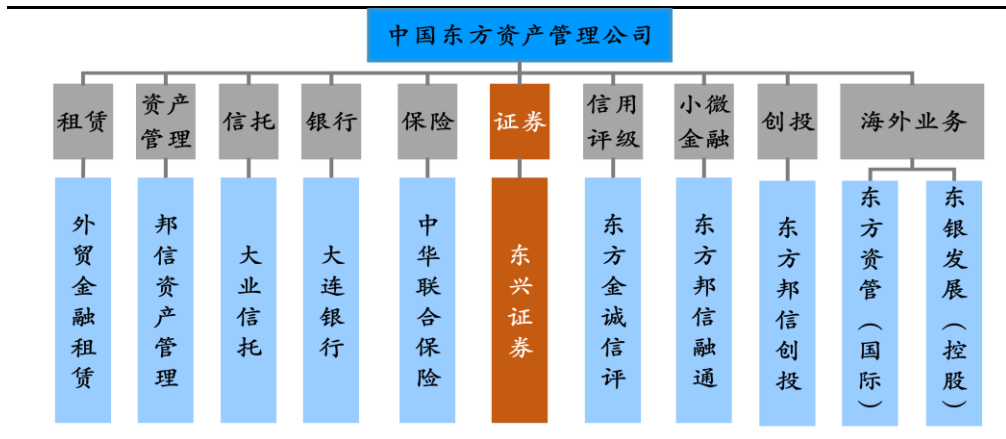 中国东方资产管理公司
租赁
资产
管理
信托
银行
保险
证券
信用
评级
小微
金融
创投
海外业务
外贸金融租赁
邦信资产管理
大业信托
大连银行
中华联合保险
东兴证券
东方金诚信评
东方邦信融通
东方邦信创投
东方资管（国际）
东银发展（控股）